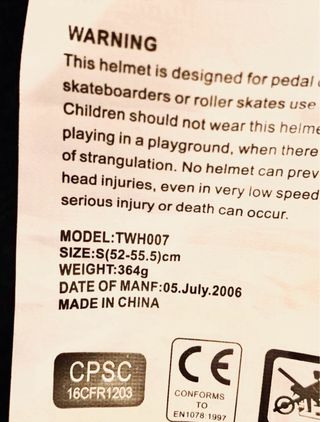 WARNING
This helmet is designed for pedal
skateboarders or roller skates use
Children should not wear this helme
playing in a playground, when there
of strangulation. No helmet can prev
head injuries, even in very low speed
serious injury or death can occur.
MODEL:TWH007
SIZE:S(52-55.5)cm
WEIGHT:364g
DATE OF MANF:05.July.2006
MADE IN CHINA
CPSC
16CFR1203
CE
CONFORMS
TO
EN1078:1997